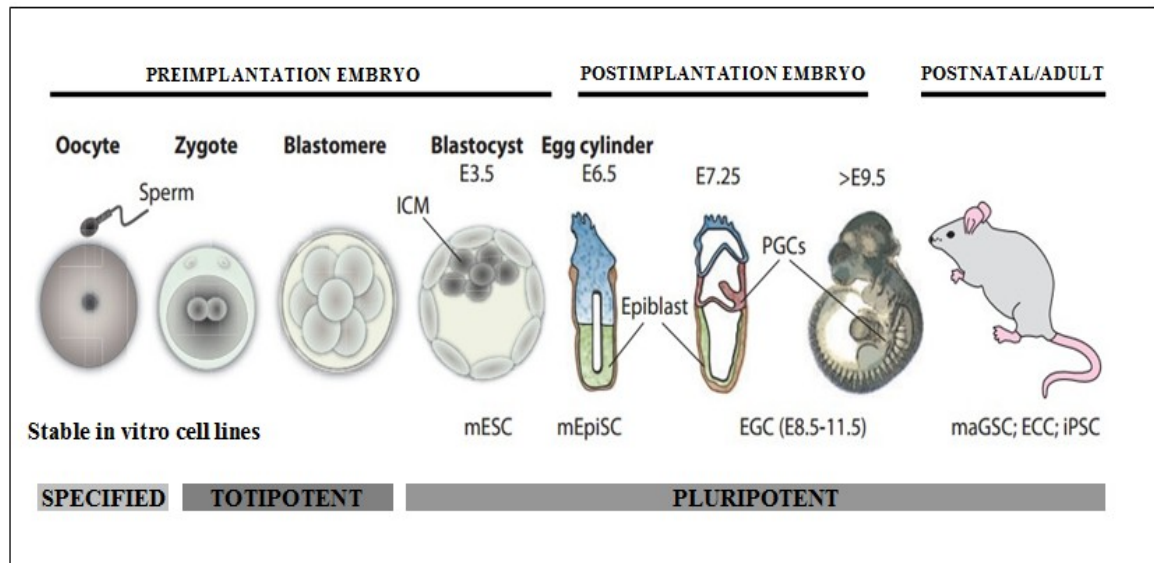 PREIMPLANTATION EMBRYO
POSTIMPLANTATION EMBRYO
POSTNATAL/ADULT
Oocyte
Zygote
Blastomere
Blastocyst
E3.5
Egg cylinder
E6.5
E7.25
>E9.5
Sperm
ICM
PGCs
Epiblast
Stable in vitro cell lines
mESC
mEpiSC
EGC (E8.5-11.5)
maGSC; ECC; iPSC
SPECIFIED
TOTIPOTENT
PLURIPOTENT